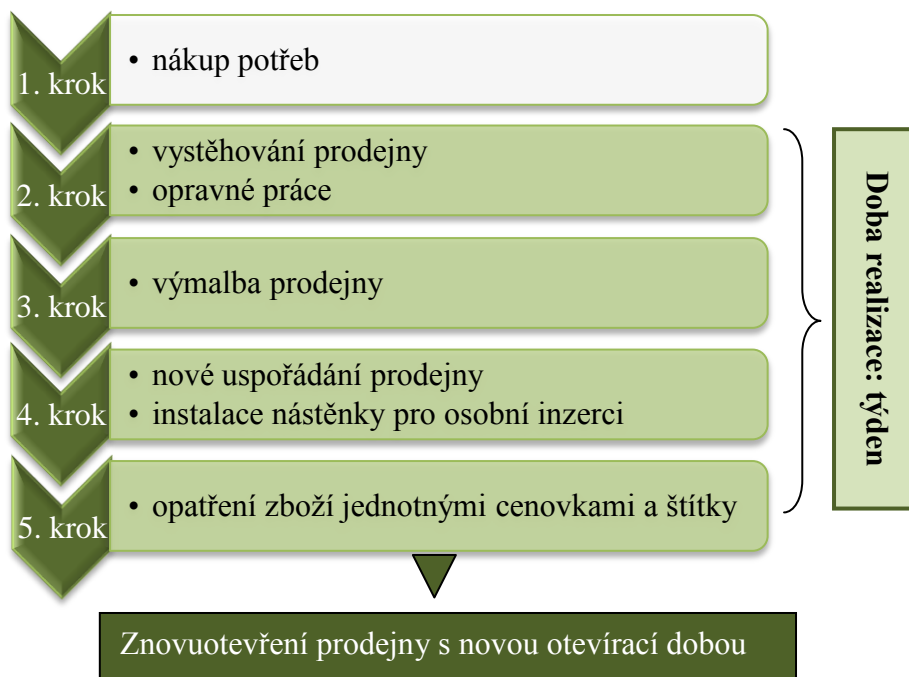 1. krok
• nákup potřeb
2. krok
• vystěhování prodejny
• opravné práce
3. krok
• výmalba prodejny
4. krok
• nové uspořádání prodejny
• instalace nástěnky pro osobní inzerci
5. krok
• opatření zboží jednotnými cenovkami a štítky
Doba realizace: týden
Znovuotevření prodejny s novou otevírací dobou